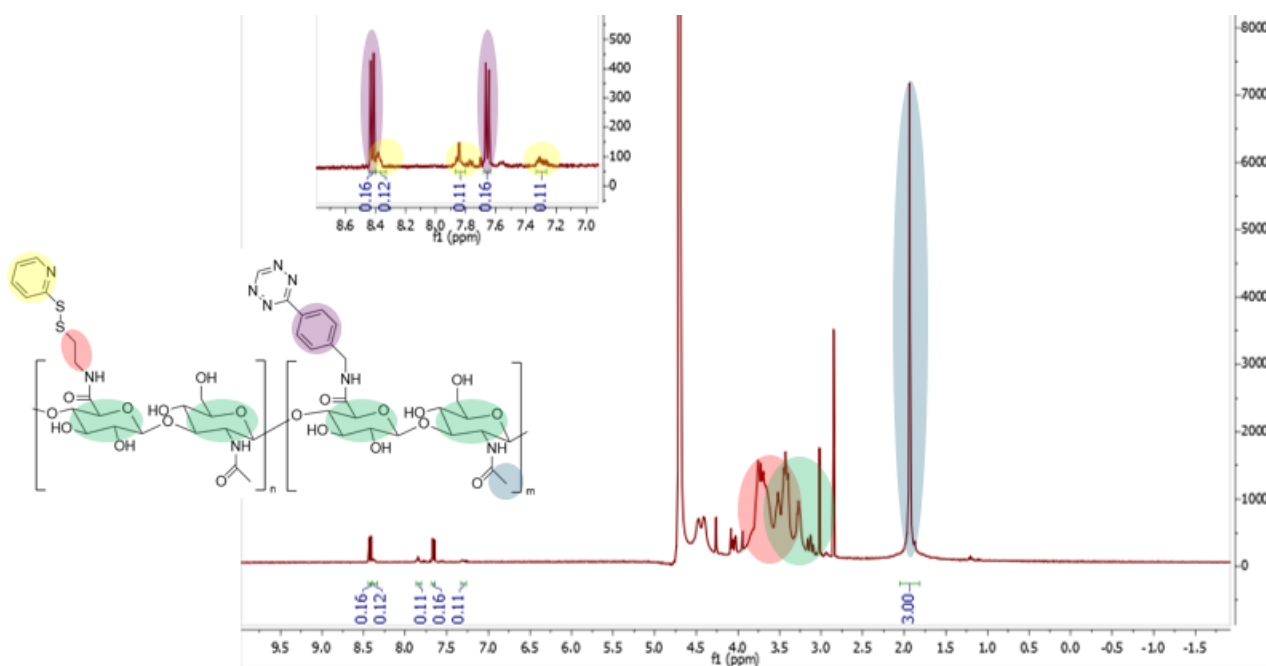 500
400
300
200
100
0
0.16
0.12
0.11
0.16
0.11
8.6 8.4 8.2 8.0 7.8 7.6 7.4 7.2 7.0
f1 (ppm)
8000
7000
6000
5000
4000
3000
2000
1000
0
N
S
S
NH
O
O
HO
OH
O
OH
HO
O
O
NH
O
n
N
N
N
N
NH
O
O
HO
OH
O
OH
HO
O
O
NH
O
m
0.16
0.12
0.11
0.16
0.11
3.00
9.5 9.0 8.5 8.0 7.5 7.0 6.5 6.0 5.5 5.0 4.5 4.0 3.5 3.0 2.5 2.0 1.5 1.0 0.5 0.0 -0.5 -1.0 -1.5
f1 (ppm)